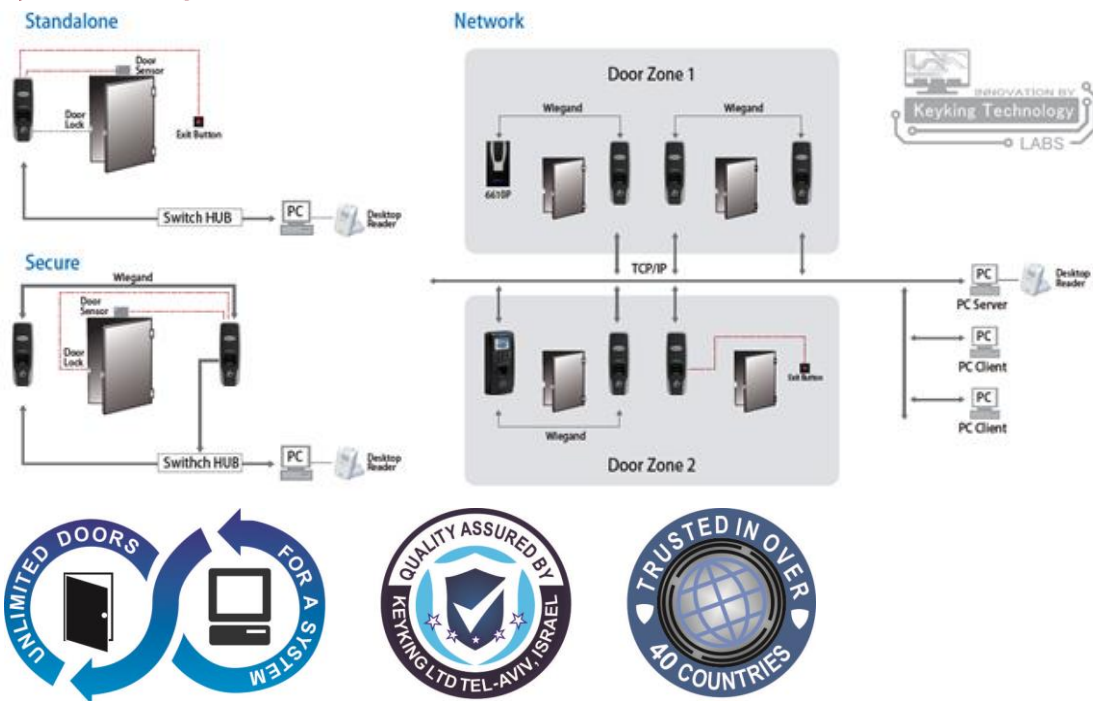 Standalone
Door
Sensor
Door
Lock
Exit Button
Switch HUB
PC
Desktop
Reader
Secure
Wiegand
Door
Sensor
Door
Lock
Swithch HUB
PC
Desktop
Reader
Network
Door Zone 1
Wiegand
Wiegand
6610P
TCP/IP
PC
PC Server
Desktop
Reader
PC
PC Client
PC
PC Client
Exit Button
Wiegand
Door Zone 2
INNOVATION BY
Keyking Technology
LABS
UNLIMITED DOORS
FOR A SYSTEM
QUALITY ASSURED BY
KEYKING LTD TEL-AVIV, ISRAEL
TRUSTED IN OVER
40 COUNTRIES